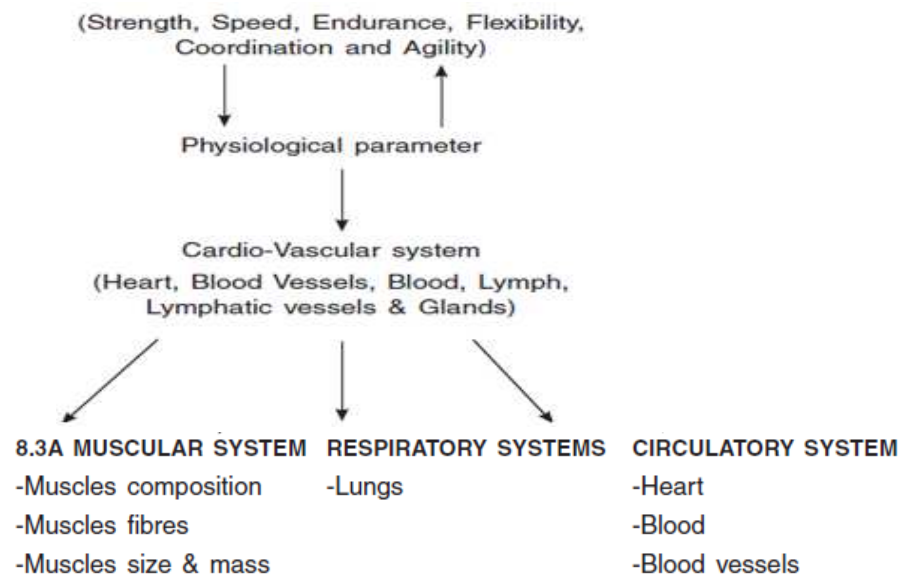 (Strength, Speed, Endurance, Flexibility,
Coordination and Agility)
Physiological parameter
Cardio-Vascular system
(Heart, Blood Vessels, Blood, Lymph,
Lymphatic vessels & Glands)
8.3A MUSCULAR SYSTEM
-Muscles composition
-Muscles fibres
-Muscles size & mass
RESPIRATORY SYSTEMS
-Lungs
CIRCULATORY SYSTEM
-Heart
-Blood
-Blood vessels